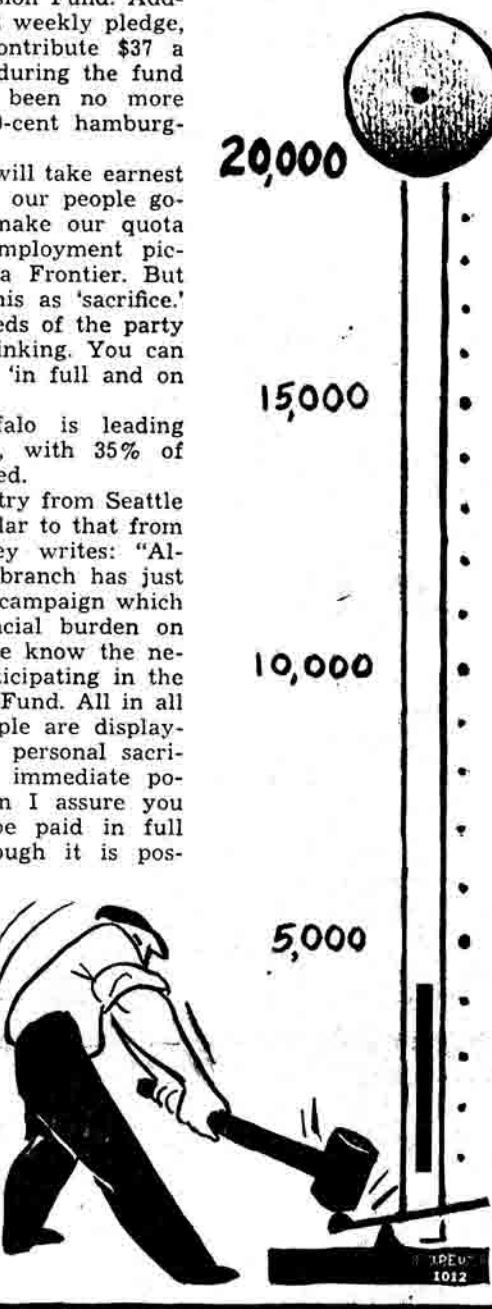 sion Fund. Add-
weekly pledge,
ontribute $37 a
during the fund
been no more
0-cent hamburg-
will take earnest
our people go-
make our quota
mployment pic-
a Frontier. But
his as ‘sacrifice.’
eds of the party
inking. You can
‘in full and on
falo is leading
, with 35% of
ed.
try from Seattle
lar to that from
ey writes: “Al-
branch has just
campaign which
cial burden on
e know the ne-
ticipating in the
Fund. All in all
ple are display-
personal sacri-
immediate po-
n I assure you
be paid in full
ough it is pos-
20,000
15,000
10,000
5,000
1012